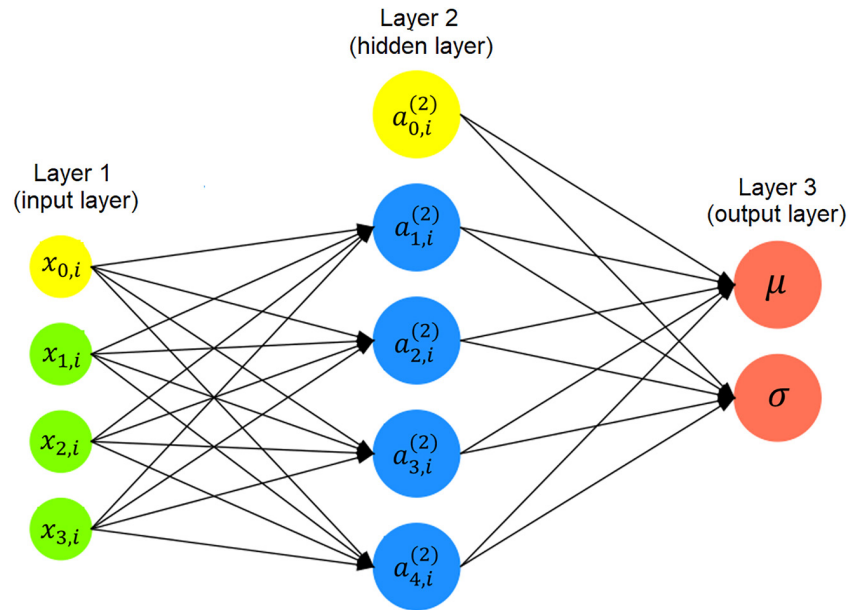 Layer 2
(hidden layer)
a_{0,i}^{(2)}
Layer 1
(input layer)
a_{1,i}^{(2)}
Layer 3
(output layer)
x_{0,i}
μ
x_{1,i}
a_{2,i}^{(2)}
σ
x_{2,i}
a_{3,i}^{(2)}
x_{3,i}
a_{4,i}^{(2)}